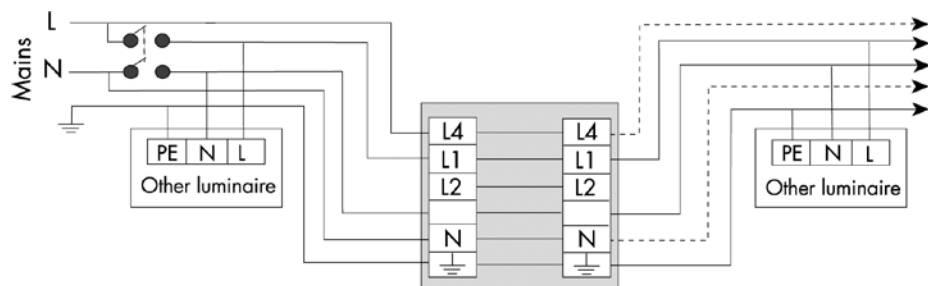 Mains
L
N
PE N L
Other luminaire
L4
L1
L2
N
L4
L1
L2
N
PE N L
Other luminaire